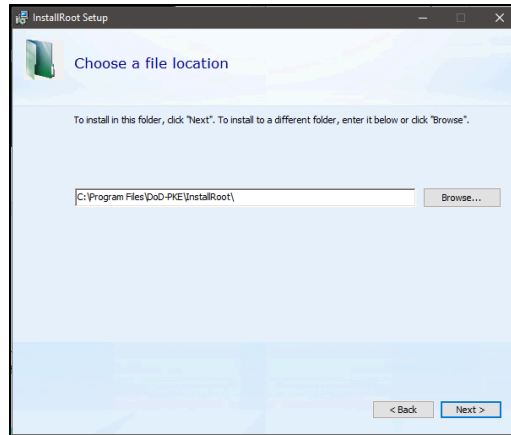 InstallRoot Setup
Choose a file location
To install in this folder, click "Next". To install to a different folder, enter it below or click "Browse".
C:\Program Files\DoD-PKE\InstallRoot\
Browse...
< Back
Next >